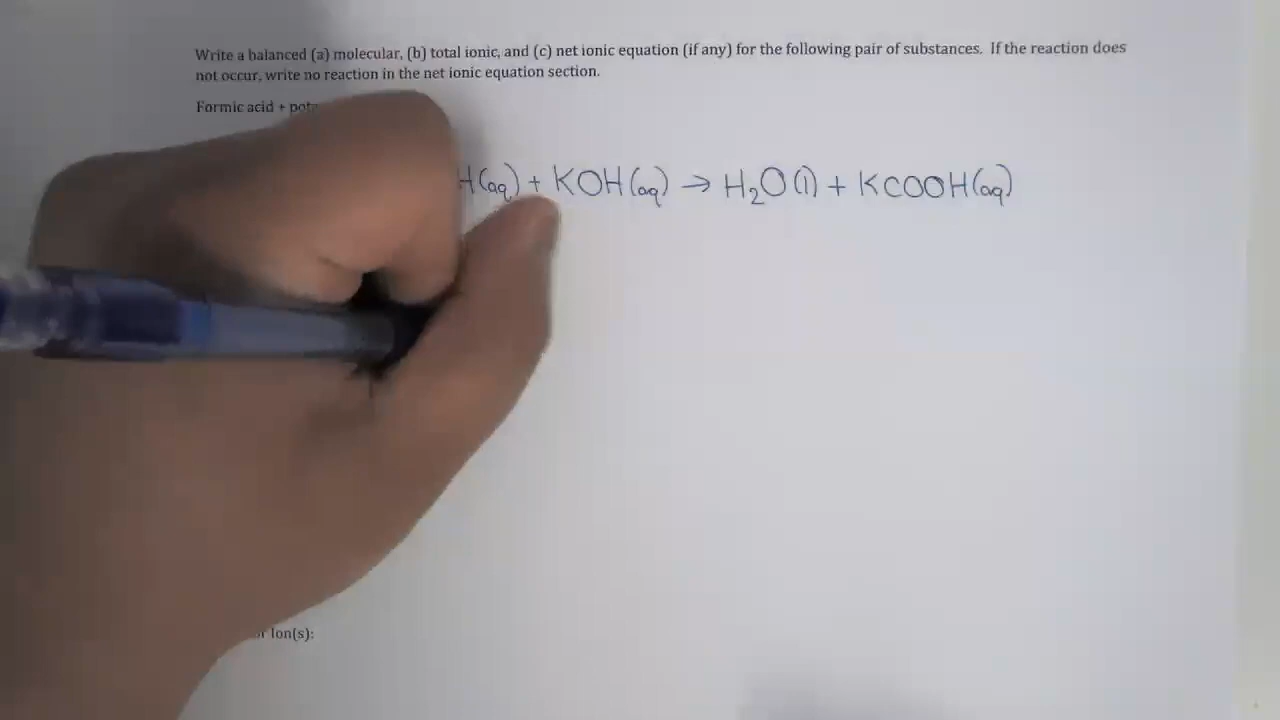 Write a balanced (a) molecular, (b) total ionic, and (c) net ionic equation (if any) for the following pair of substances. If the reaction does
not occur, write no reaction in the net ionic equation section.
Formic acid +
H(aq) + KOH(aq) → H₂O(l) + KCOOH(aq)
Ion(s):